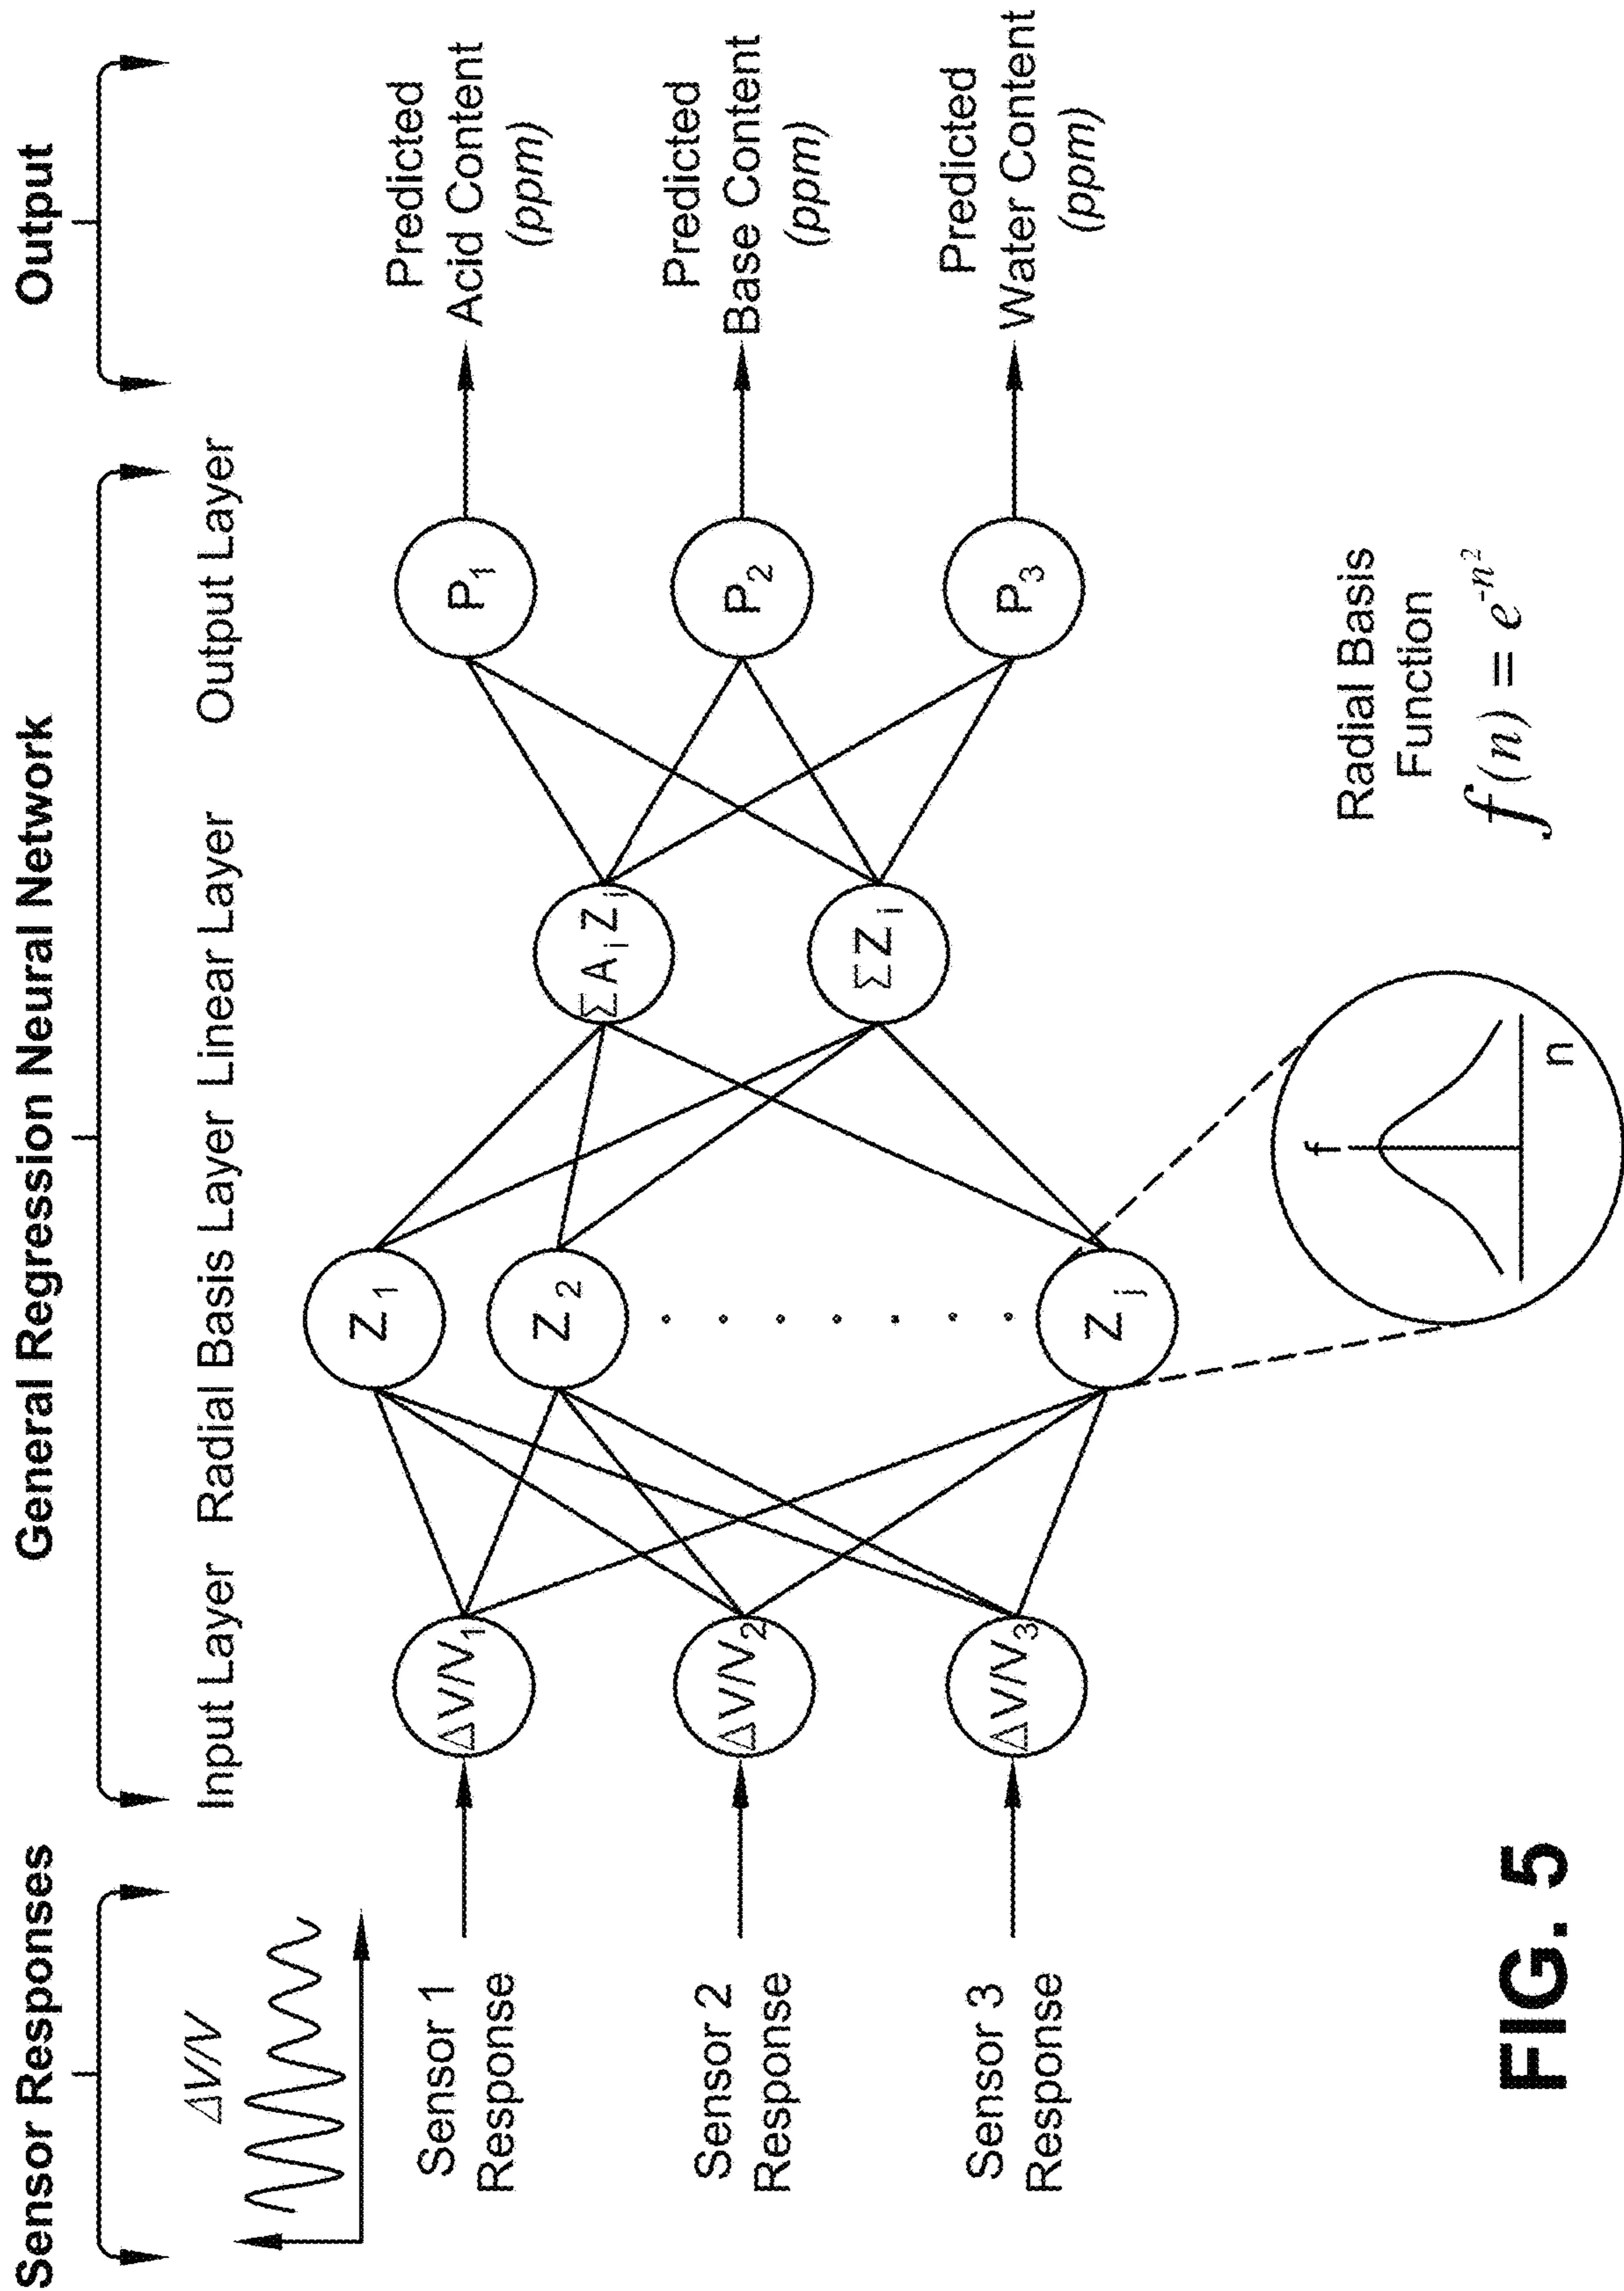 Sensor Responses
General Regression Neural Network
Output
ΔV/V
Input Layer
Radial Basis Layer
Linear Layer
Output Layer
Sensor 1
Response
Sensor 2
Response
Sensor 3
Response
ΔV/V1
ΔV/V2
ΔV/V3
Z1
Z2
Zj
ΣAiZi
ΣZi
P1
P2
P3
Predicted
Acid Content
(ppm)
Predicted
Base Content
(ppm)
Predicted
Water Content
(ppm)
f
n
Radial Basis
Function
f(n) = e^-n²
FIG. 5